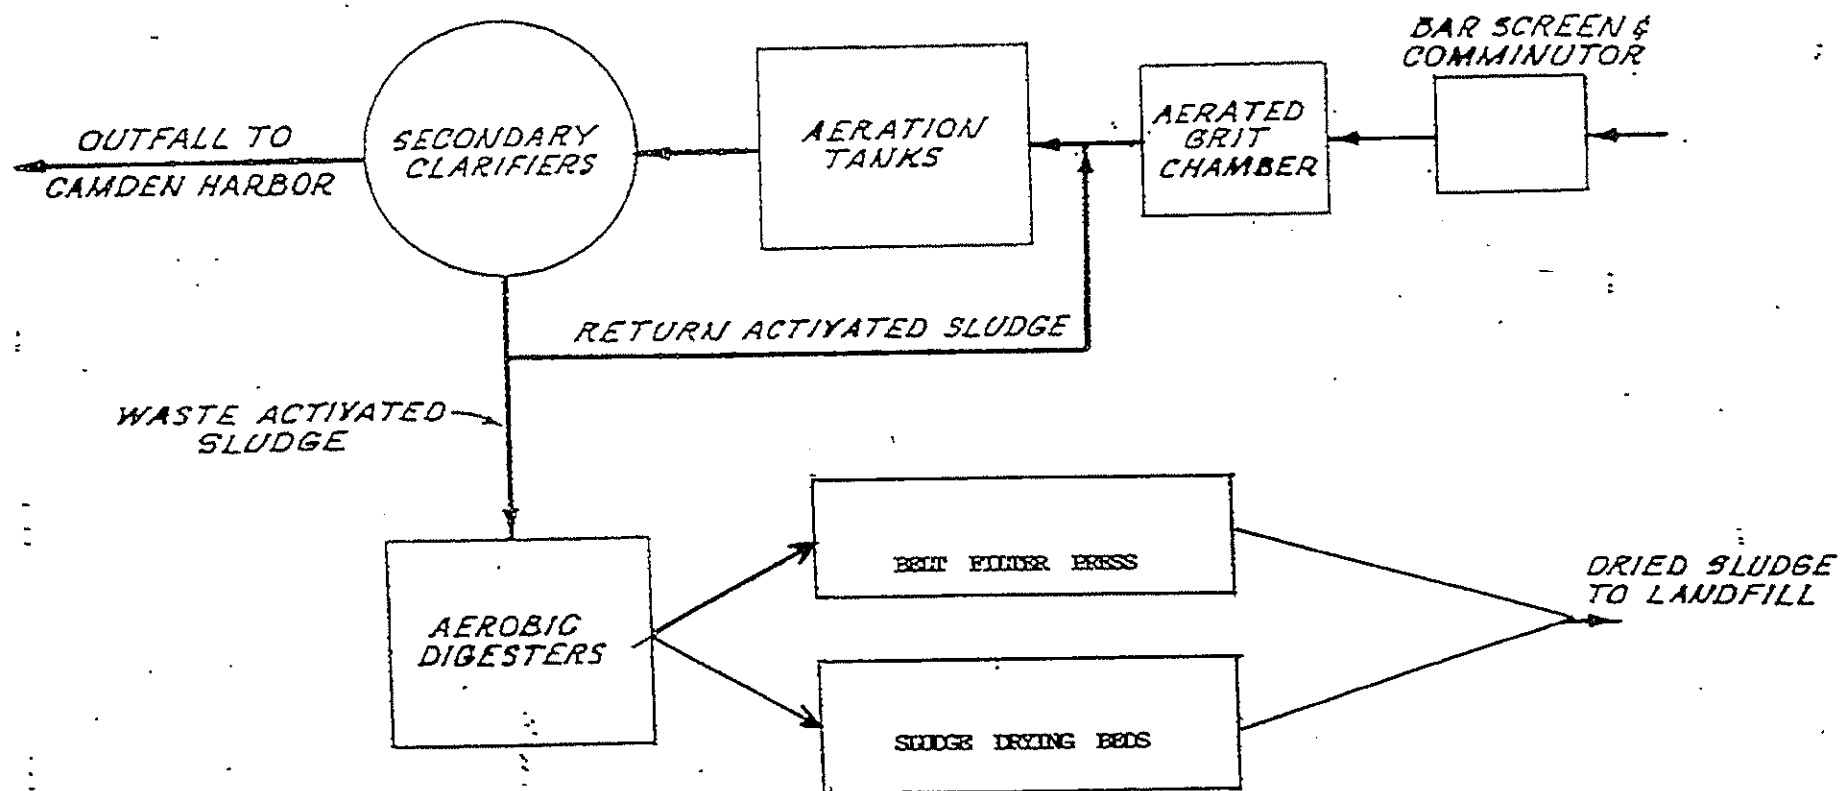 BAR SCREEN &
COMMINUTOR
AERATED
GRIT
CHAMBER
AERATION
TANKS
SECONDARY
CLARIFIERS
OUTFALL TO
CAMDEN HARBOR
RETURN ACTIVATED SLUDGE
WASTE ACTIVATED
SLUDGE
AEROBIC
DIGESTERS
BELT FILTER PRESS
SLUDGE DRYING BEDS
DRIED SLUDGE
TO LANDFILL